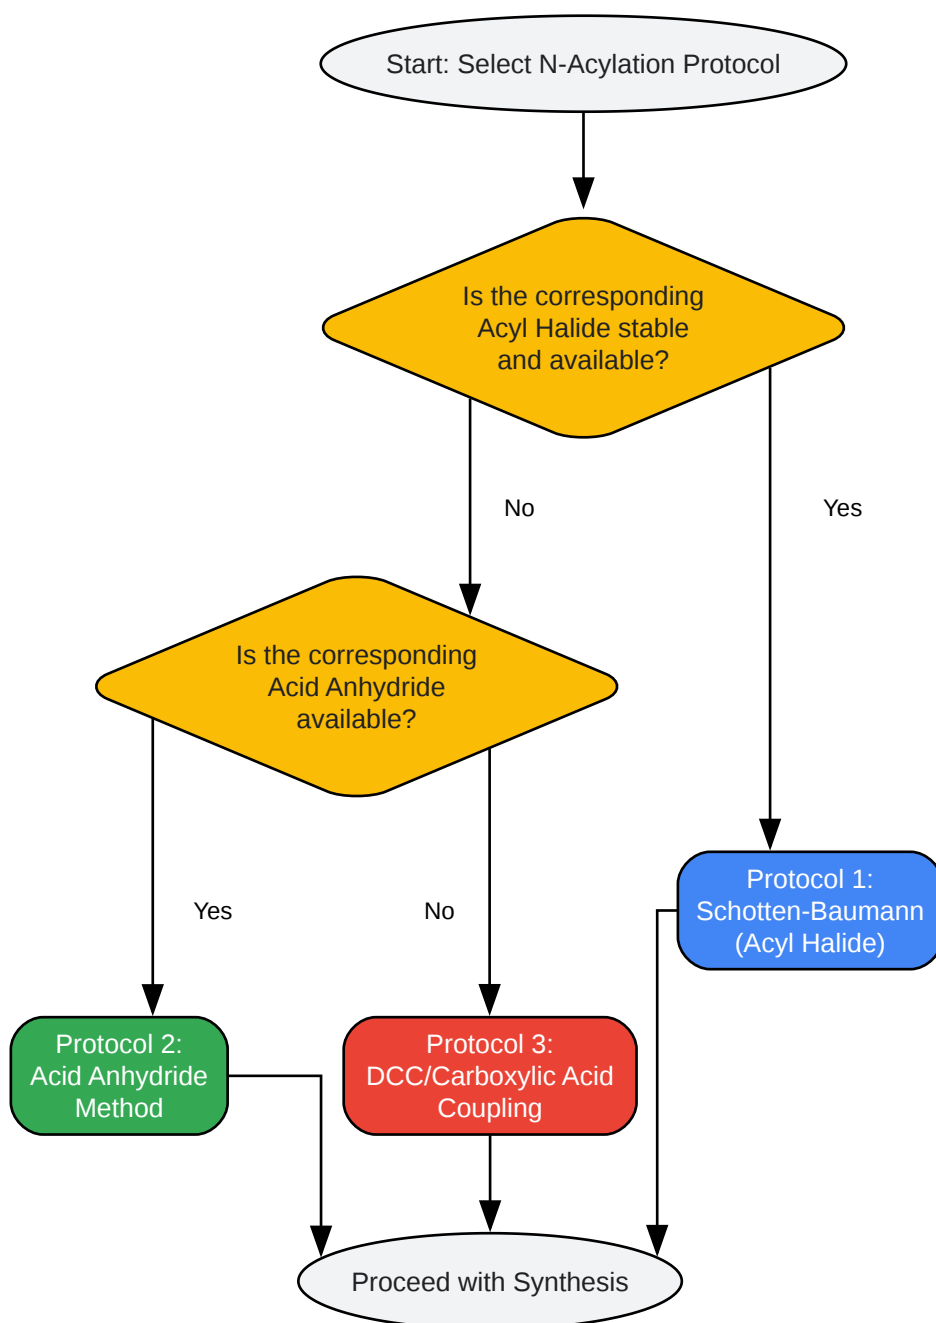 Start: Select N-Acylation Protocol
Is the corresponding
Acyl Halide stable
and available?
No
Yes
Is the corresponding
Acid Anhydride
available?
Yes
No
Protocol 1:
Schotten-Baumann
(Acyl Halide)
Protocol 2:
Acid Anhydride
Method
Protocol 3:
DCC/Carboxylic Acid
Coupling
Proceed with Synthesis